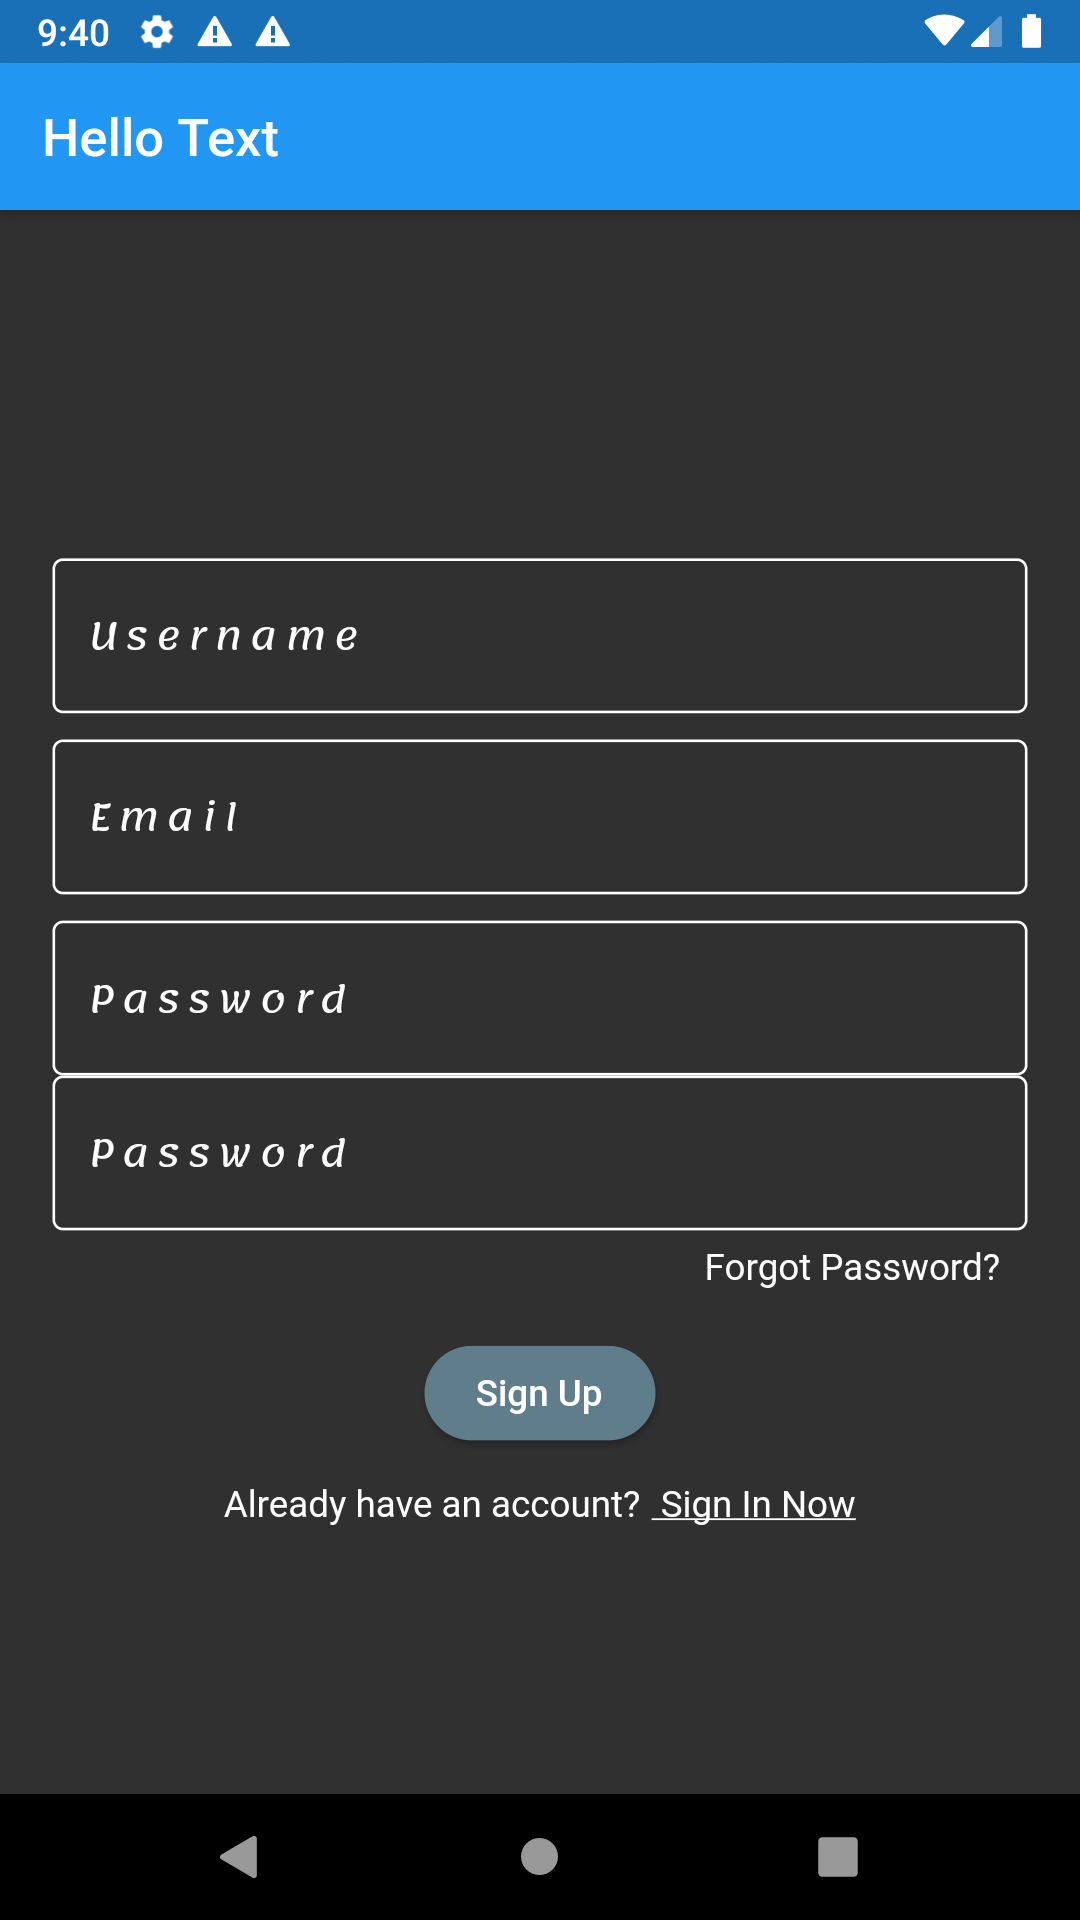 9:40
Hello Text
Username
Email
Password
Password
Forgot Password?
Sign Up
Already have an account?  Sign In Now